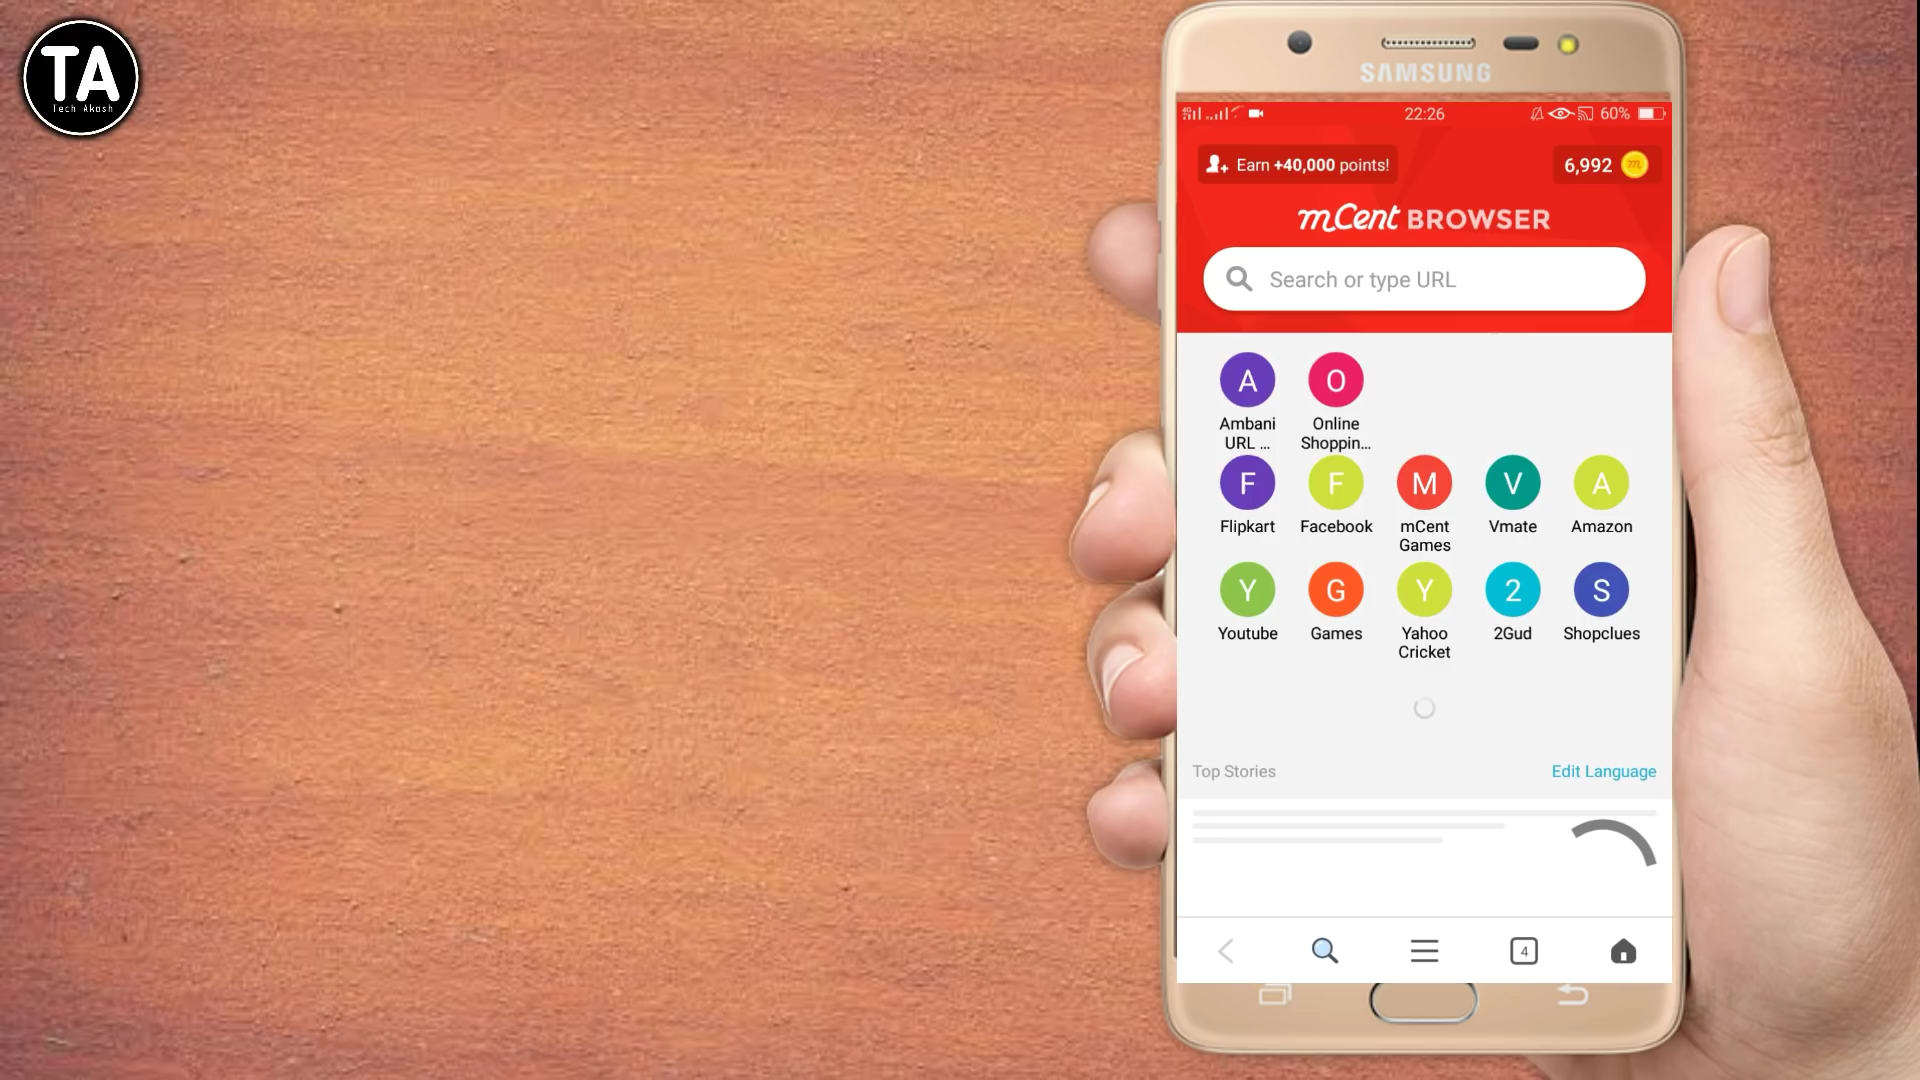 TA
Tech Akash
SAMSUNG
4G
22:26
60%
Earn +40,000 points!
6,992 m
mCent BROWSER
Search or type URL
A
O
Ambani
URL ...
Online
Shoppin...
F
F
M
V
A
Flipkart
Facebook
mCent
Games
Vmate
Amazon
Y
G
Y
2
S
Youtube
Games
Yahoo
Cricket
2Gud
Shopclues
Top Stories
Edit Language
4